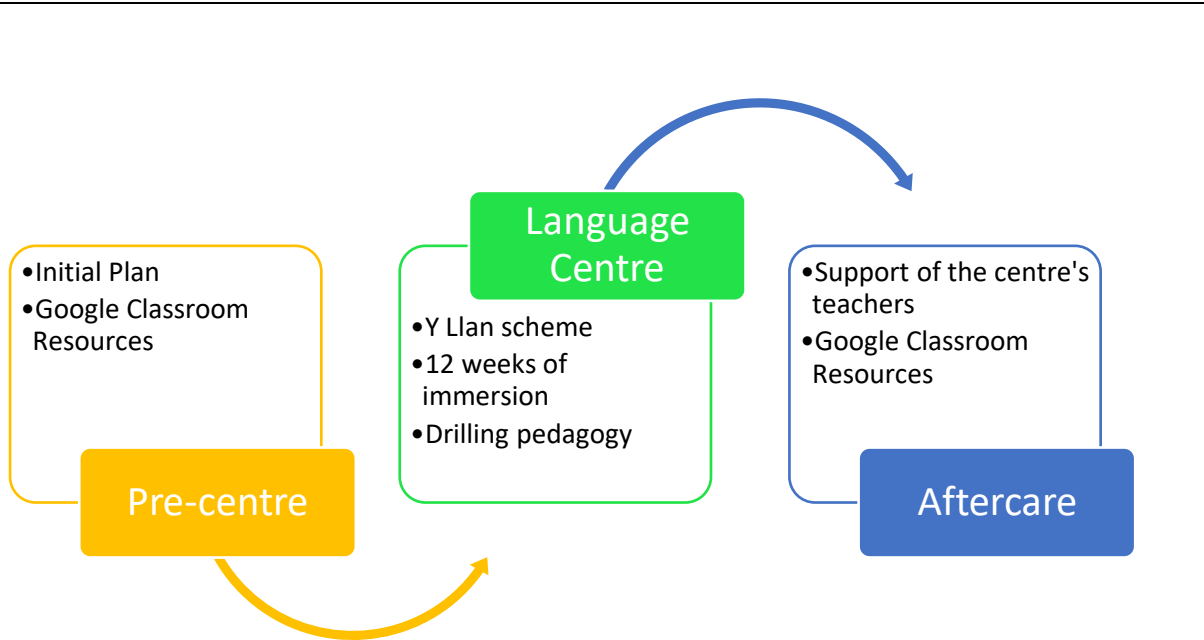 •Initial Plan
•Google Classroom
Resources
Pre-centre
Language
Centre
•Y Llan scheme
•12 weeks of
immersion
•Drilling pedagogy
•Support of the centre's
teachers
•Google Classroom
Resources
Aftercare